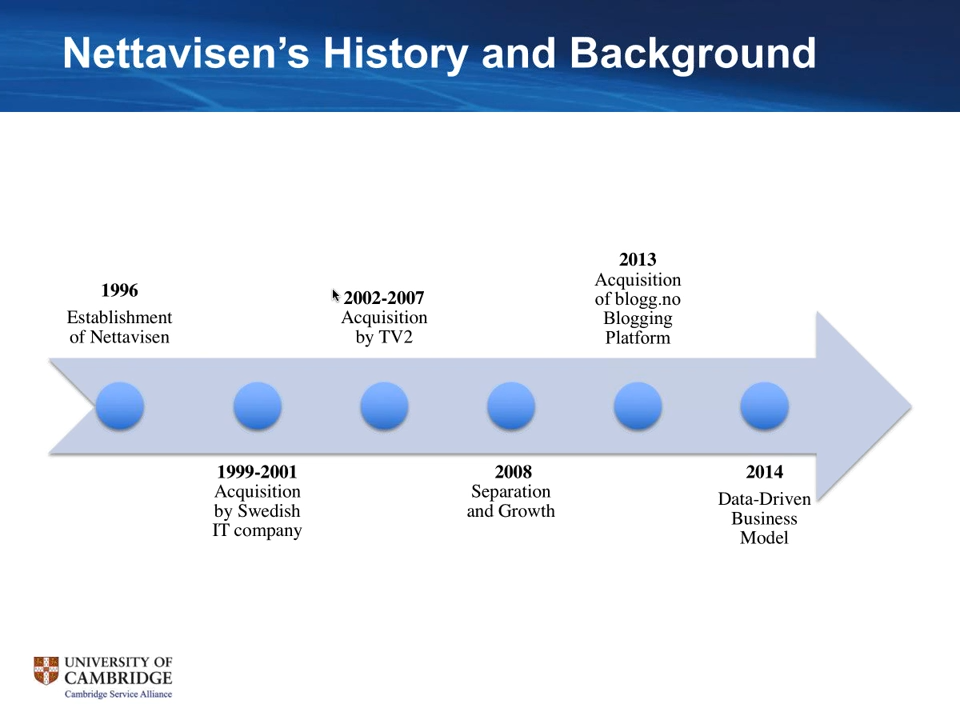 Nettavisen's History and Background
1996
Establishment
of Nettavisen
1999-2001
Acquisition
by Swedish
IT company
2002-2007
Acquisition
by TV2
2008
Separation
and Growth
2013
Acquisition
of blogg.no
Blogging
Platform
2014
Data-Driven
Business
Model
UNIVERSITY OF
CAMBRIDGE
Cambridge Service Alliance